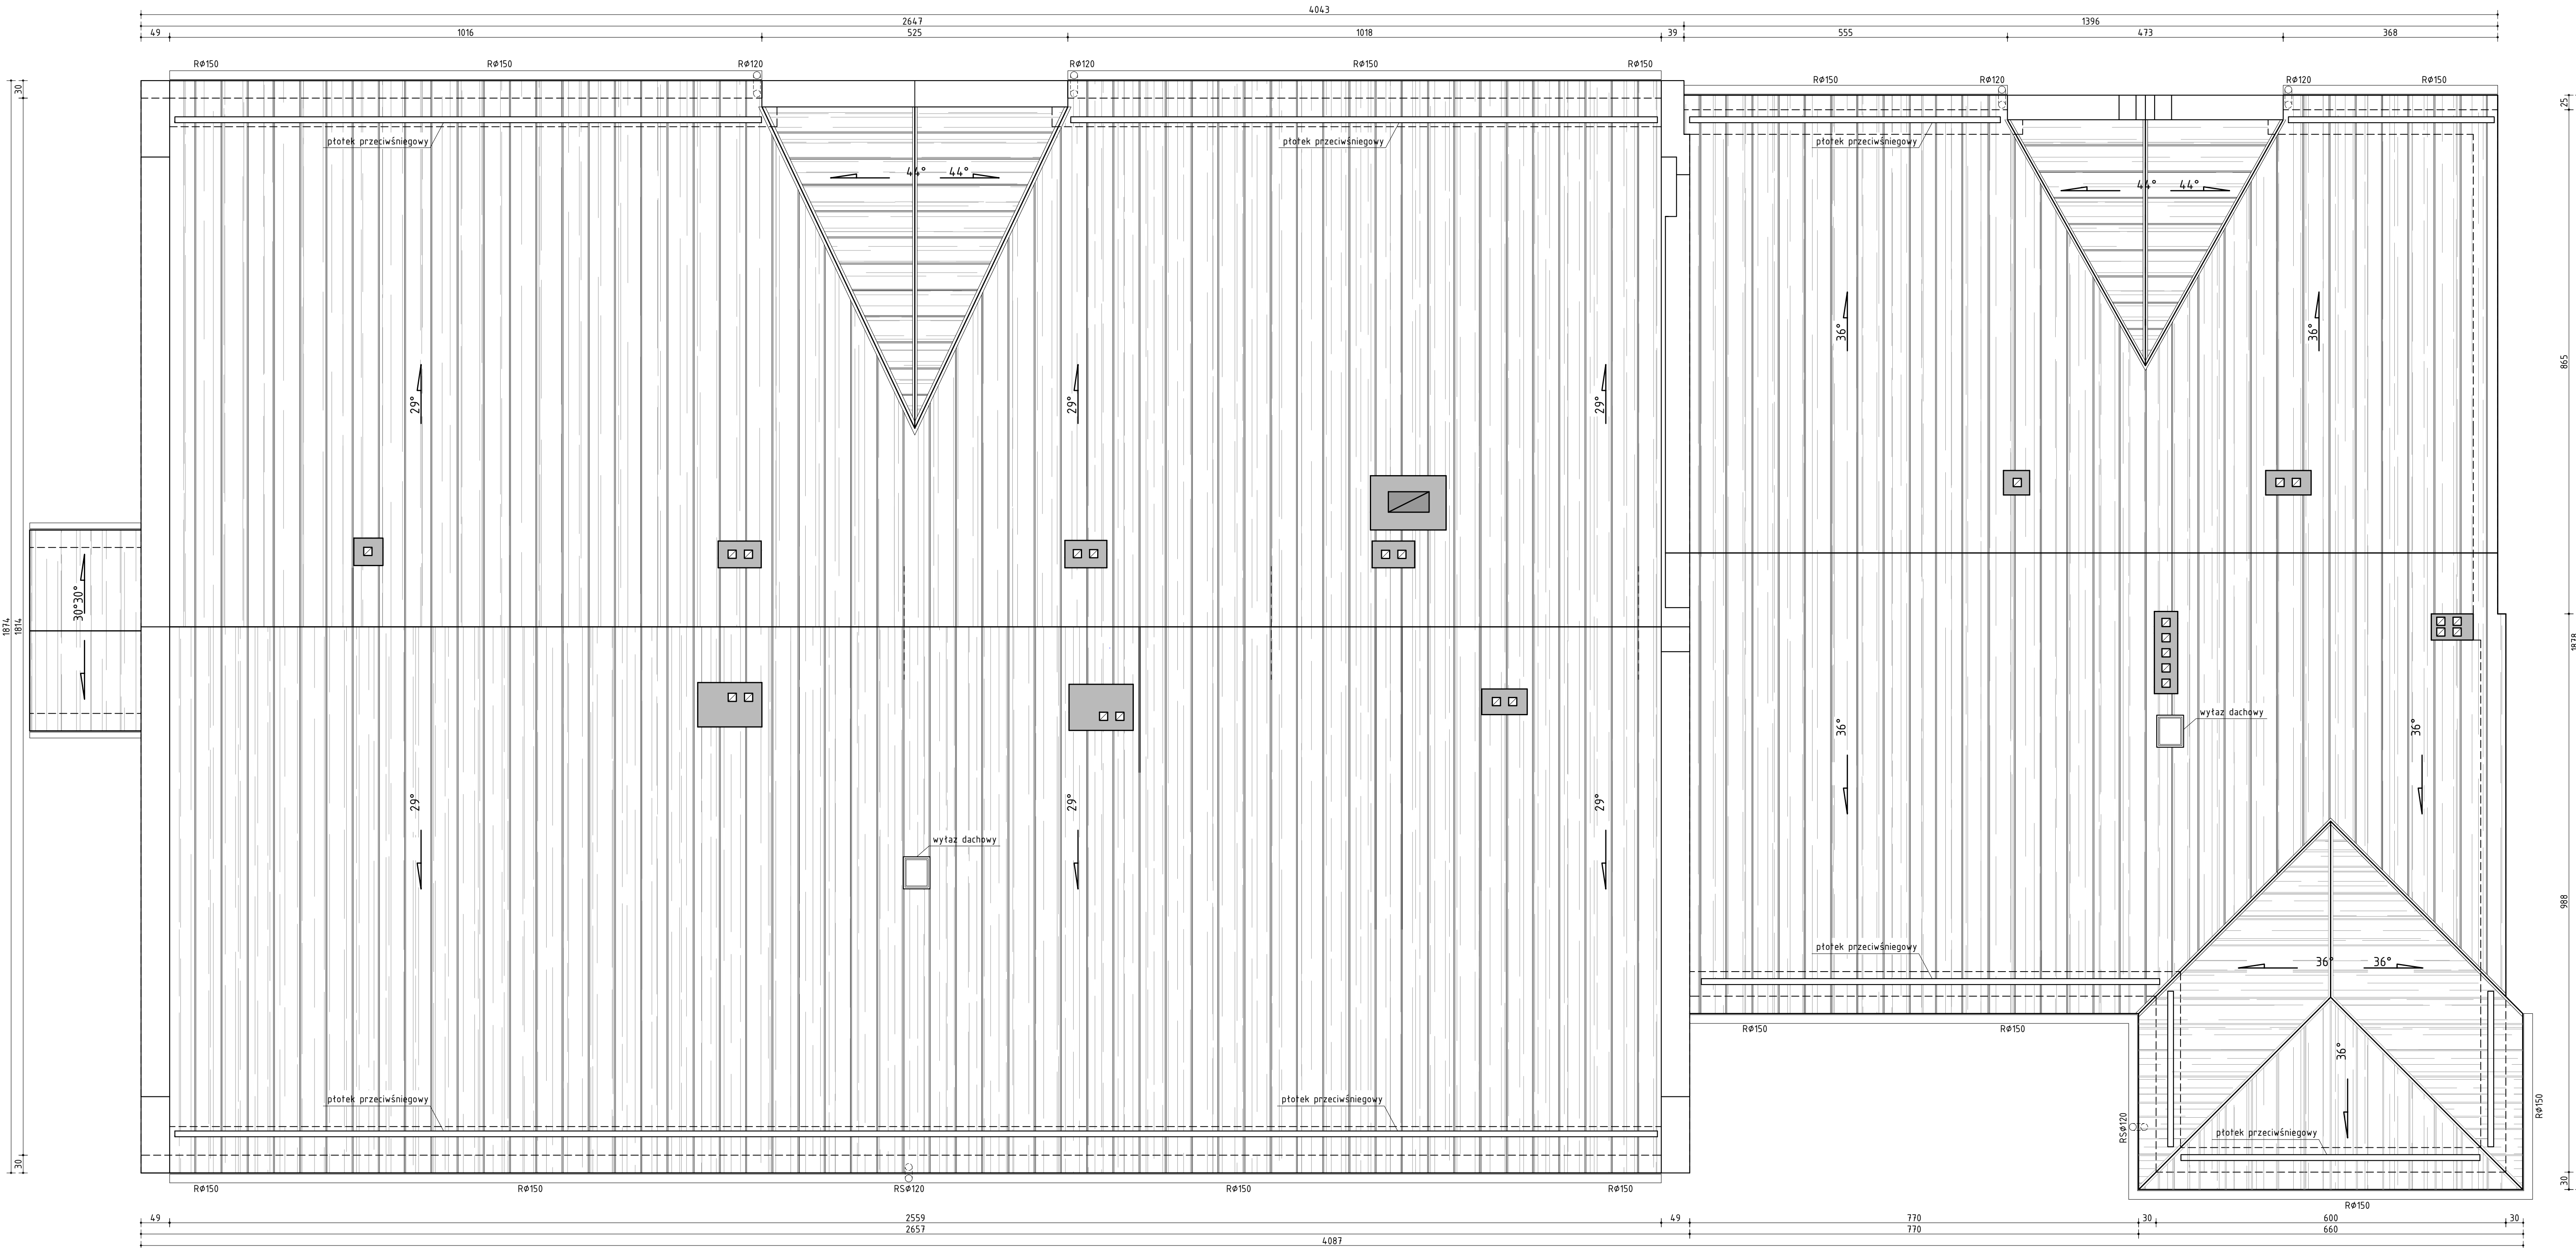 4043
2647
1396
49
1016
525
1018
39
555
473
368
RØ150
RØ150
RØ120
RØ120
RØ150
RØ150
RØ150
RØ120
RØ120
RØ150
30
25
płotek przeciwśniegowy
płotek przeciwśniegowy
płotek przeciwśniegowy
44°
44°
44°
44°
36°
36°
865
29°
29°
29°
30°
30°
1874
1814
1878
36°
36°
wyłaz dachowy
29°
29°
29°
wyłaz dachowy
988
płotek przeciwśniegowy
36°
36°
RØ150
RØ150
36°
płotek przeciwśniegowy
płotek przeciwśniegowy
RSØ120
RØ150
płotek przeciwśniegowy
30
30
RØ150
RØ150
RSØ120
RØ150
RØ150
RØ150
49
2559
49
770
30
600
30
2657
770
660
4087